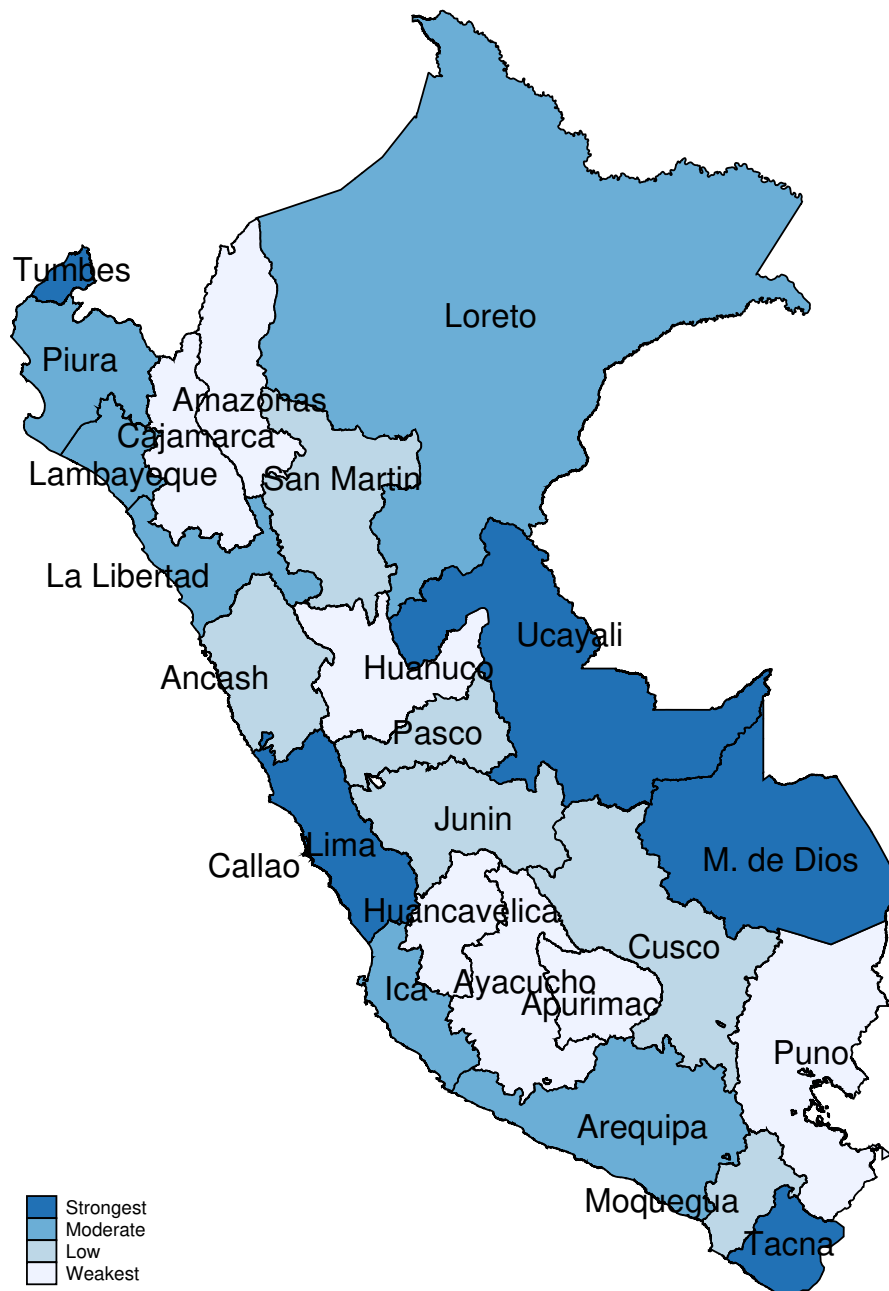 Tumbes
Loreto
Piura
Amazonas
Cajamarca
Lambayeque
San Martin
La Libertad
Ucayali
Huanuco
Ancash
Pasco
Junin
Lima
Callao
M. de Dios
Huancavelica
Cusco
Ayacucho
Ica
Apurimac
Puno
Arequipa
Moquegua
Tacna
Strongest
Moderate
Low
Weakest